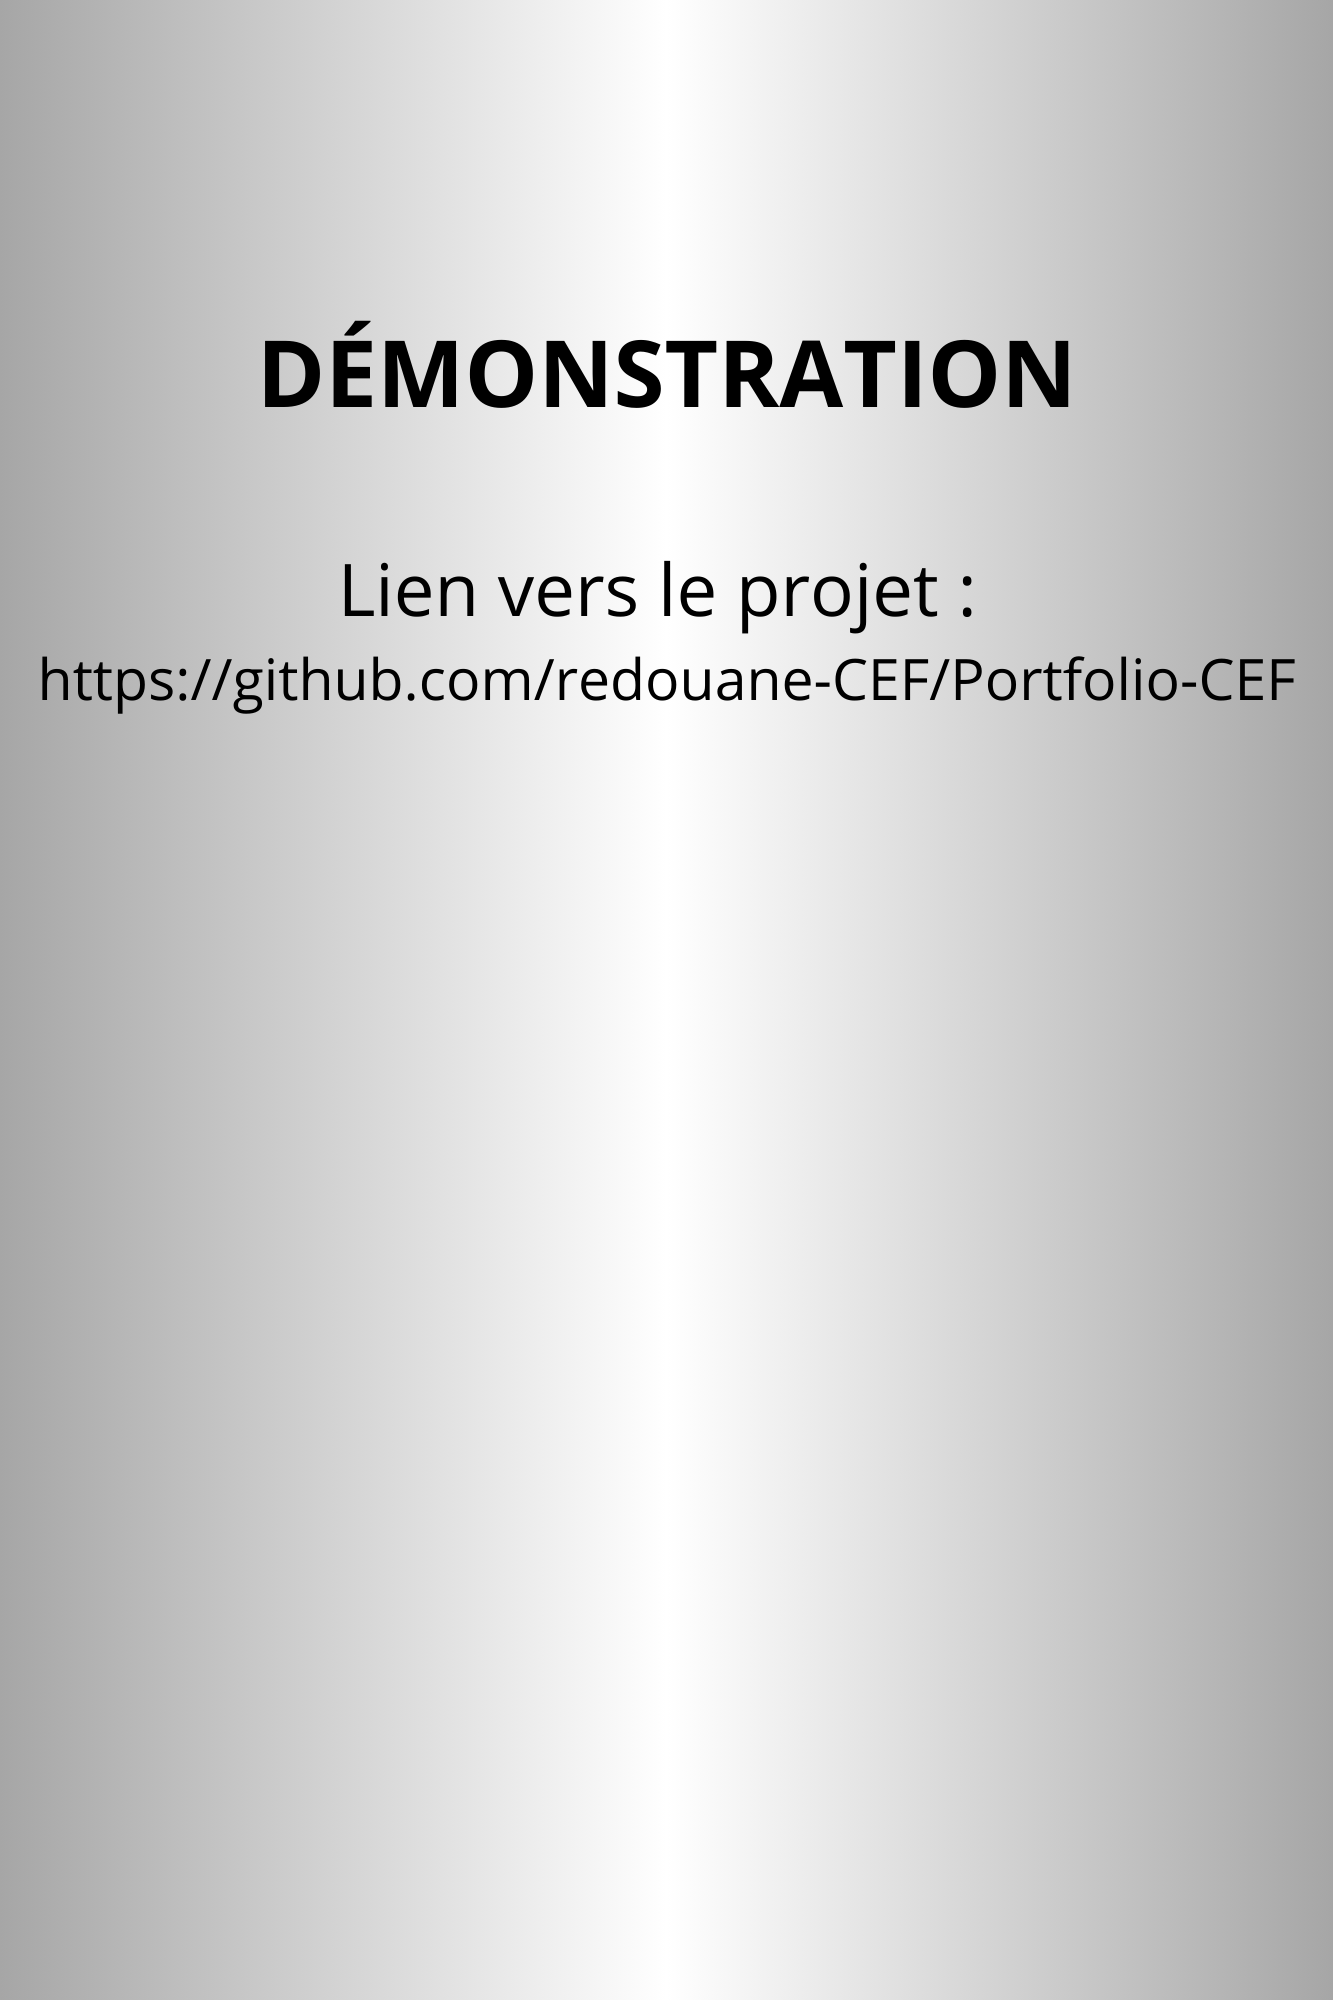 DÉMONSTRATION
Lien vers le projet :
https://github.com/redouane-CEF/Portfolio-CEF